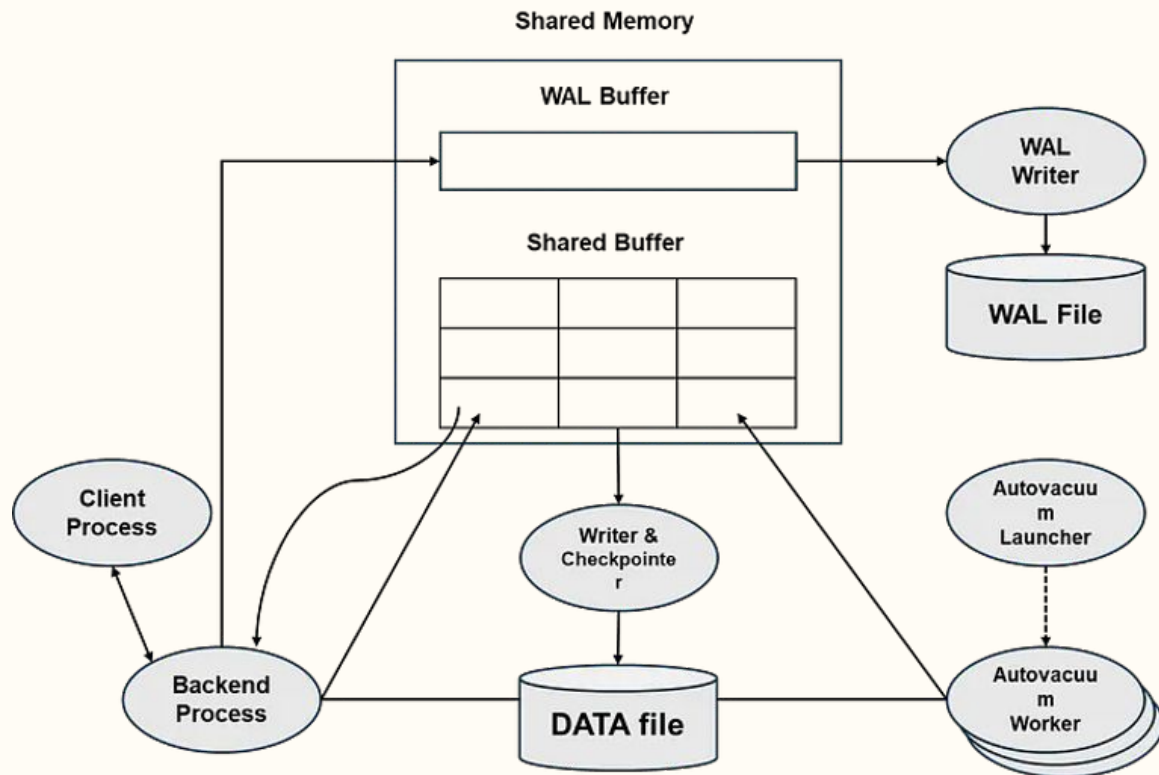 Shared Memory
WAL Buffer
WAL
Writer
Shared Buffer
WAL File
Client
Process
Autovacuu
m
Launcher
Writer &
Checkpointe
r
Backend
Process
DATA file
Autovacuu
m
Worker